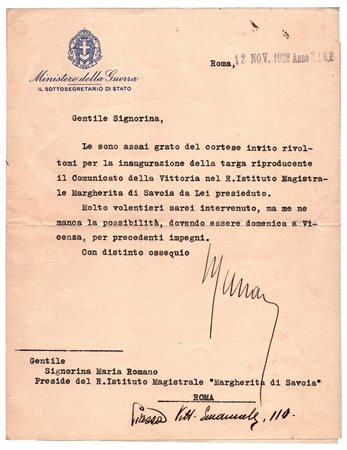 Ministero della Guerra
IL SOTTOSEGRETARIO DI STATO
Roma, 12 NOV. 1932 Anno
Gentile Signorina,
Le sono assai grato del cortese invito rivol=
tomi per la inaugurazione della targa riproducente
il Comunicato della Vittoria nel R.Istituto Magistra=
le Margherita di Savoia da Lei presieduto.
Molto volentieri sarei intervenuto, ma me ne
manca la possibilità, dovendo essere domenica a Vi=
cenza, per precedenti impegni.
Con distinto ossequio
Gentile
Signorina Maria Romano
Preside del R.Istituto Magistrale "Margherita di Savoia"
ROMA
Piazza Vitt. Emanuele, 110.